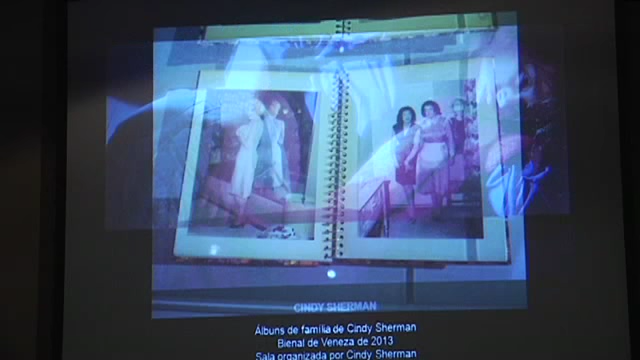 CINDY SHERMAN
Álbuns de família de Cindy Sherman
Bienal de Veneza de 2013
Sala organizada por Cindy Sherman